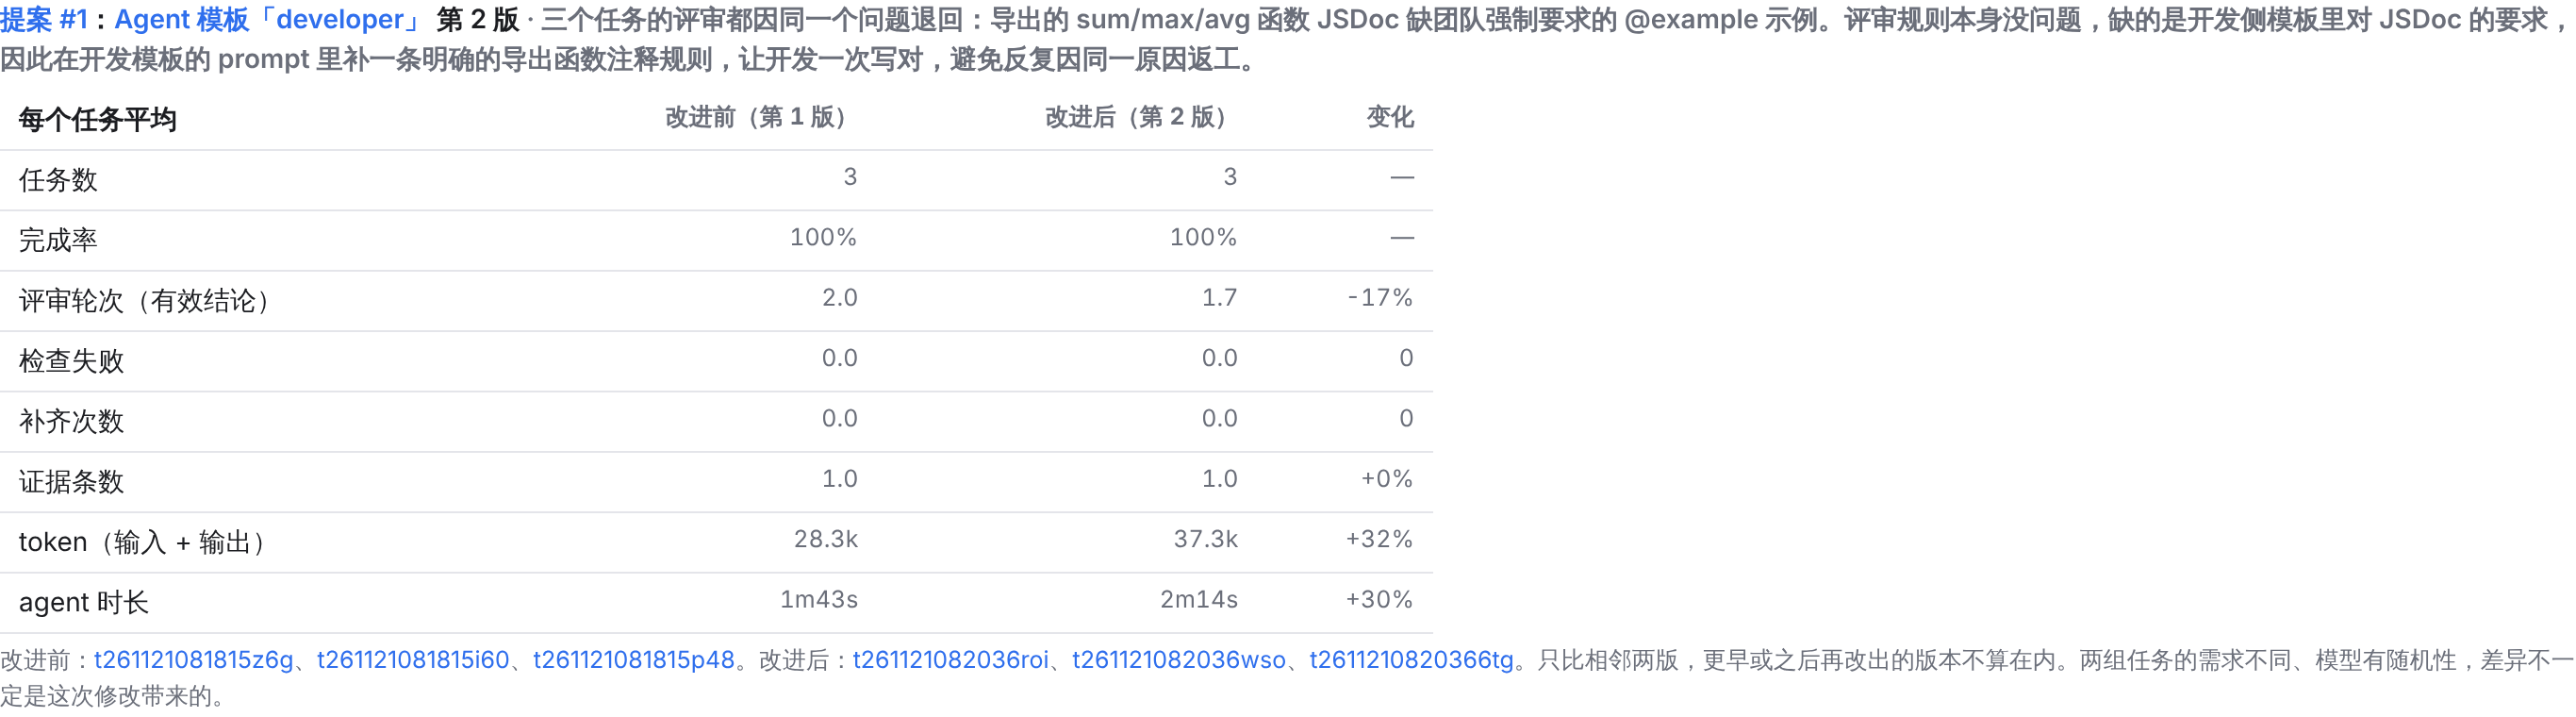 提案 #1：Agent 模板「developer」 第 2 版 · 三个任务的评审都因同一个问题退回：导出的 sum/max/avg 函数 JSDoc 缺团队强制要求的 @example 示例。评审规则本身没问题，缺的是开发侧模板里对 JSDoc 的要求，
因此在开发模板的 prompt 里补一条明确的导出函数注释规则，让开发一次写对，避免反复因同一原因返工。
每个任务平均 改进前（第 1 版） 改进后（第 2 版） 变化
任务数 3 3 —
完成率 100% 100% —
评审轮次（有效结论） 2.0 1.7 -17%
检查失败 0.0 0.0 0
补齐次数 0.0 0.0 0
证据条数 1.0 1.0 +0%
token（输入 + 输出） 28.3k 37.3k +32%
agent 时长 1m43s 2m14s +30%
改进前：t261121081815z6g、t261121081815i60、t261121081815p48。改进后：t261121082036roi、t261121082036wso、t2611210820366tg。只比相邻两版，更早或之后再改出的版本不算在内。两组任务的需求不同、模型有随机性，差异不一
定是这次修改带来的。